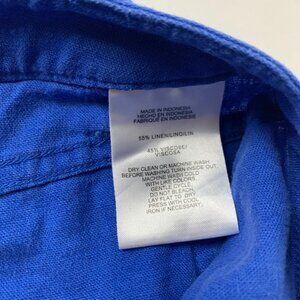 MADE IN INDONESIA
HECHO EN INDONESIA
FABRIQUÉ EN INDONÉSIE
55% LINEN/LINO/LIN
45% VISCOSE/
VISCOSA
DRY CLEAN OR MACHINE WASH.
BEFORE WASHING TURN INSIDE OUT.
MACHINE WASH COLD
WITH LIKE COLORS.
GENTLE CYCLE.
DO NOT BLEACH.
LAY FLAT TO DRY.
PRESS WITH COOL
IRON IF NECESSARY.